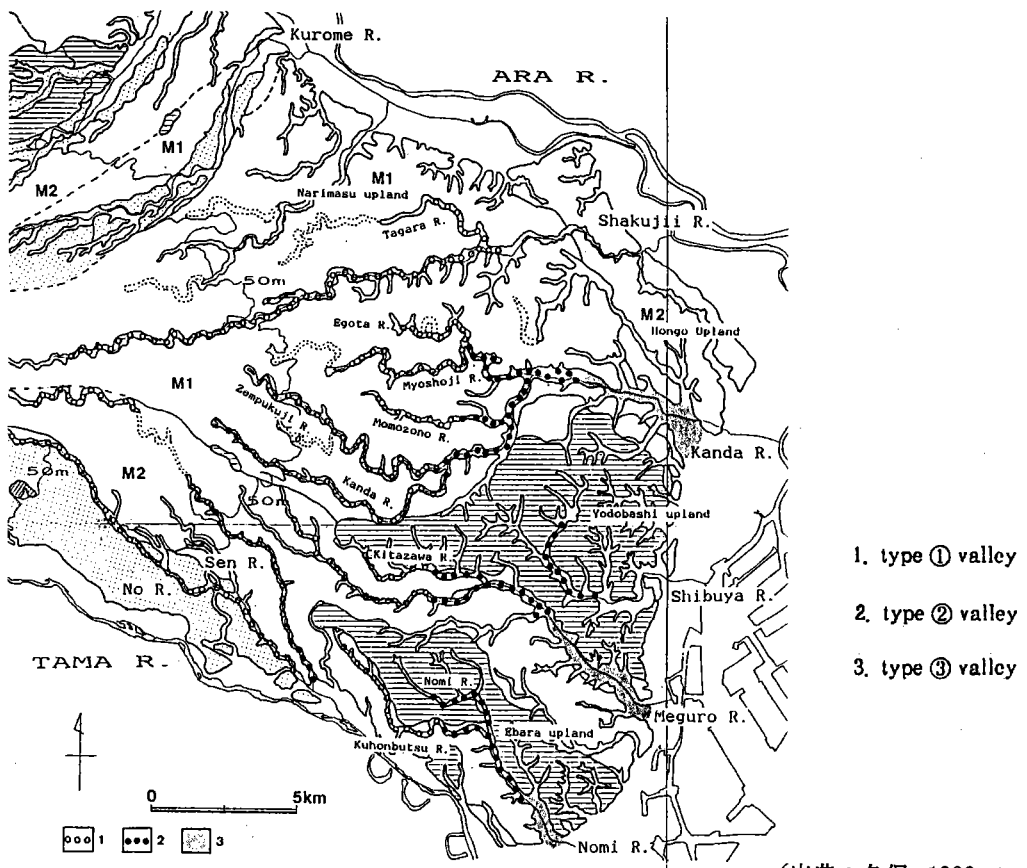 Kurome R.
ARA R.
M1
M2
M1
Narimasu upland
Tagara R.
Shakujii R.
50m
M2
Hongo Upland
Egota R.
Myoshoji R.
M1
Zempukuji R.
Momozono R.
Kanda R.
Kanda R.
50m
M2
50m
Yodobashi upland
Kitazawa R.
Sen R.
No R.
Shibuya R.
TAMA R.
Nomi R.
Meguro R.
Ebara upland
Kuhonbutsu R.
0 5km
1 2 3
Nomi R.
1. type ① valley
2. type ② valley
3. type ③ valley